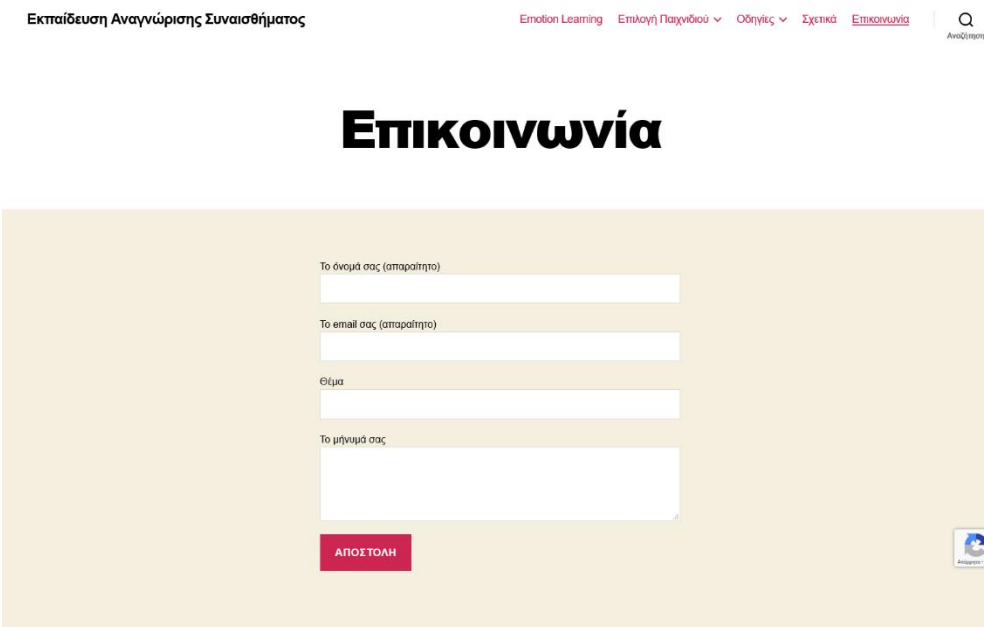 Εκπαίδευση Αναγνώρισης Συναισθήματος
Emotion Learning Επιλογή Παιχνιδιού Οδηγίες Σχετικά Επικοινωνία
Αναζήτηση
Επικοινωνία
Το όνομά σας (απαραίτητο)
Το email σας (απαραίτητο)
Θέμα
Το μήνυμά σας
ΑΠΟΣΤΟΛΗ